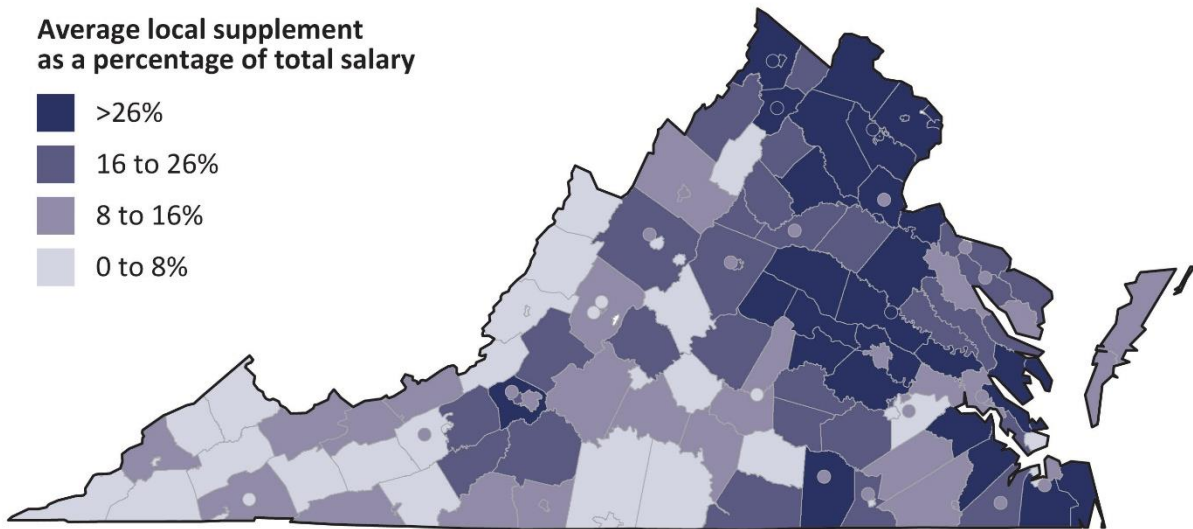 Average local supplement
as a percentage of total salary
>26%
16 to 26%
8 to 16%
0 to 8%